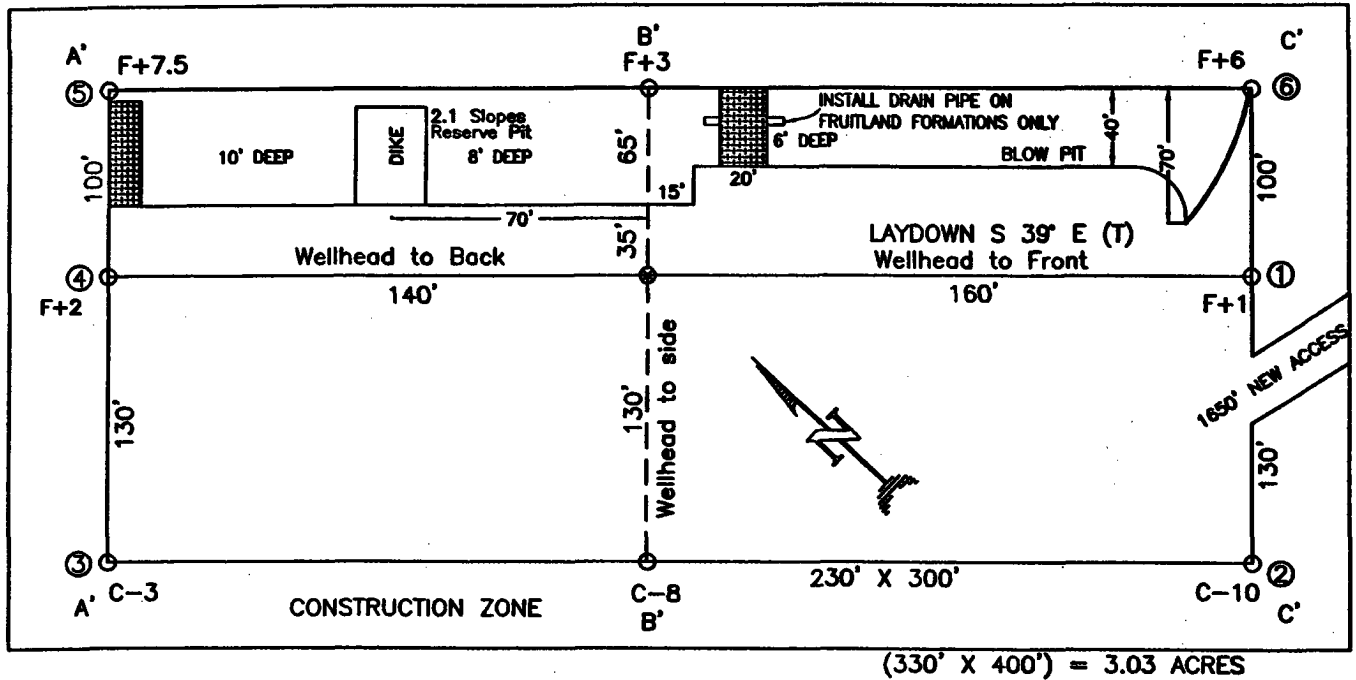 A' B' C'
F+7.5 F+3 F+6
5 6
INSTALL DRAIN PIPE ON
FRUITLAND FORMATIONS ONLY
2.1 Slopes
Reserve Pit
DIKE
10' DEEP
8' DEEP
6' DEEP
BLOW PIT
100'
65'
40'
70'
100'
15'
20'
70'
35'
LAYDOWN S 39° E (T)
Wellhead to Back
Wellhead to Front
4 1
140'
160'
F+2
F+1
1650' NEW ACCESS
130'
130'
Wellhead to side
130'
3 2
230' X 300'
A' C-3
C-8
C-10
CONSTRUCTION ZONE
B'
C'
(330' X 400') = 3.03 ACRES